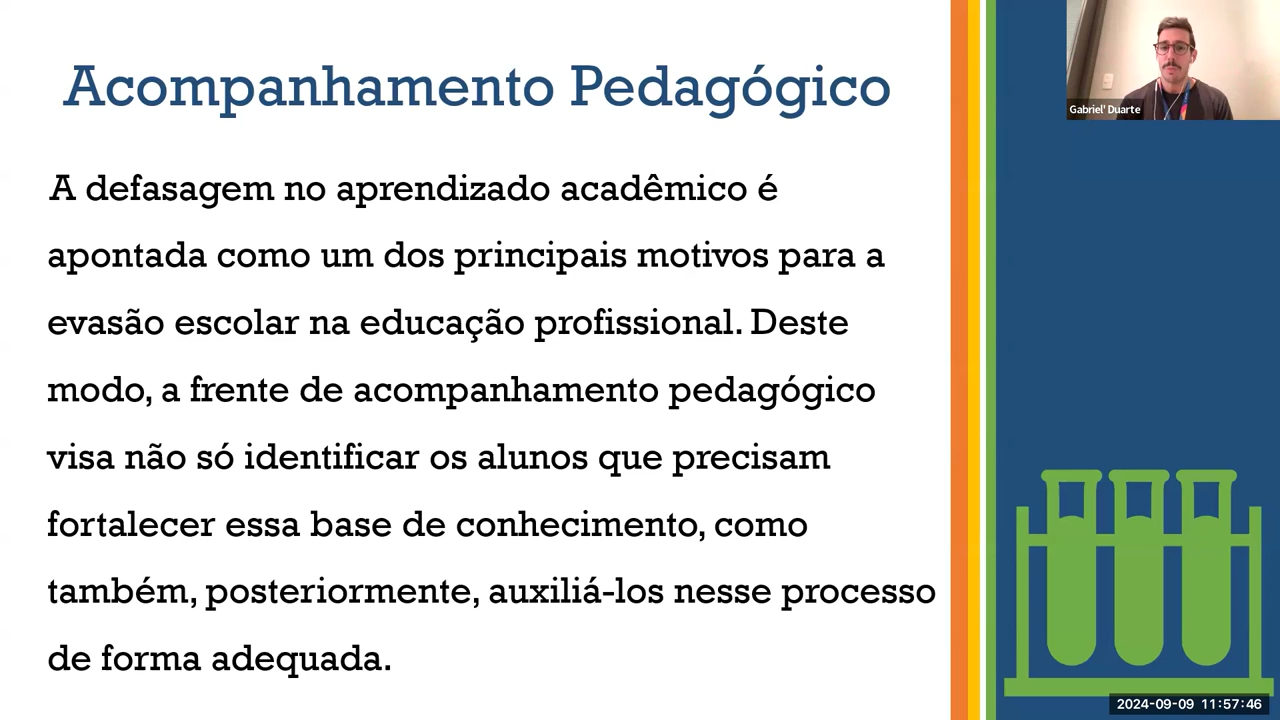 Acompanhamento Pedagógico
A defasagem no aprendizado acadêmico é
apontada como um dos principais motivos para a
evasão escolar na educação profissional. Deste
modo, a frente de acompanhamento pedagógico
visa não só identificar os alunos que precisam
fortalecer essa base de conhecimento, como
também, posteriormente, auxiliá-los nesse processo
de forma adequada.
Gabriel' Duarte
2024-09-09 11:57:46